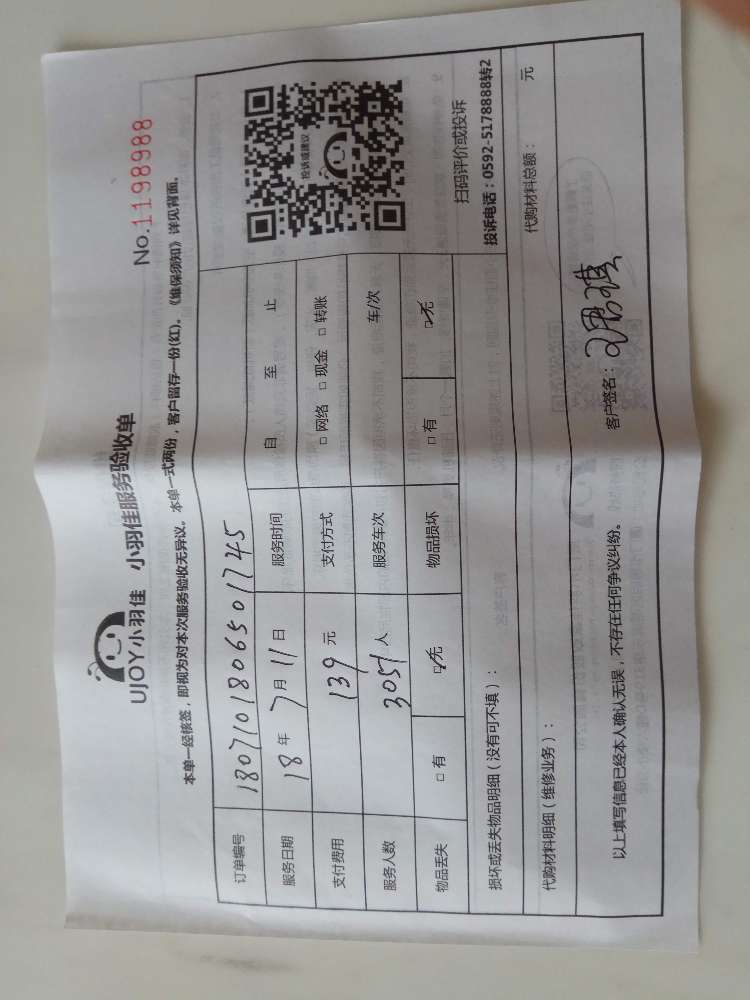 UJOY小羽佳 小羽佳服务验收单
No.1198988
本单一经核签，即视为对本次服务验收无异议。本单一式两份，客户留存一份(红)。《维保须知》详见背面。
订单编号 180710180650 1745
服务日期 18年 7月 11日 服务时间 自 至 止
支付费用 139 元 支付方式 □网络 □现金 □转账
服务人数 3051 人 服务车次 车/次
物品丢失 □有 ☑无 物品损坏 □有 ☑无
投诉或建议
扫码评价或投诉
投诉电话：0592-5178888转2
损坏或丢失物品明细（没有可不填）：
代购材料明细（维修业务）： 代购材料总额： 元
以上填写信息已经本人确认无误，不存在任何争议纠纷。 客户签名：